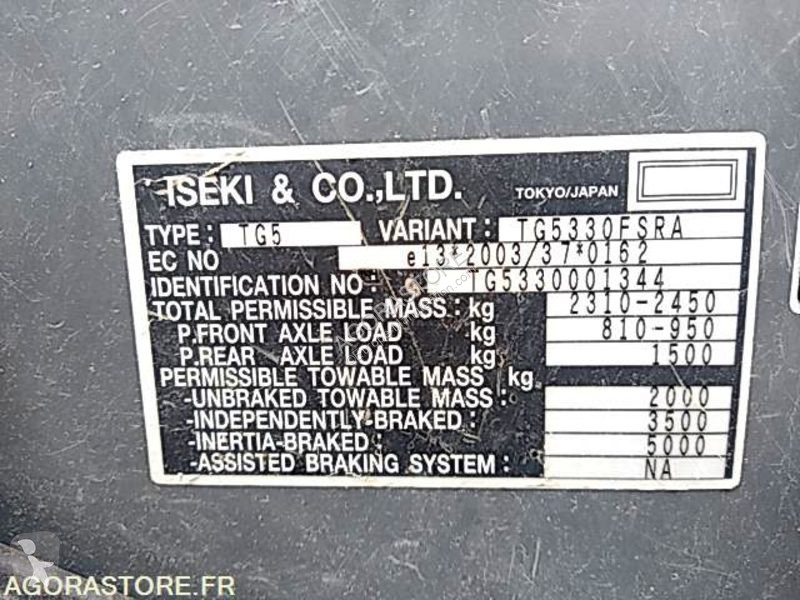 ISEKI & CO.,LTD. TOKYO/JAPAN
TYPE: TG5 VARIANT: TG5330FSRA
EC NO e13*2003/37*0162
IDENTIFICATION NO: TG5330001344
TOTAL PERMISSIBLE MASS: kg 2310-2450
P.FRONT AXLE LOAD kg 810-950
P.REAR AXLE LOAD kg 1500
PERMISSIBLE TOWABLE MASS kg
-UNBRAKED TOWABLE MASS: 2000
-INDEPENDENTLY-BRAKED: 3500
-INERTIA-BRAKED: 5000
-ASSISTED BRAKING SYSTEM: NA
AGORASTORE.FR